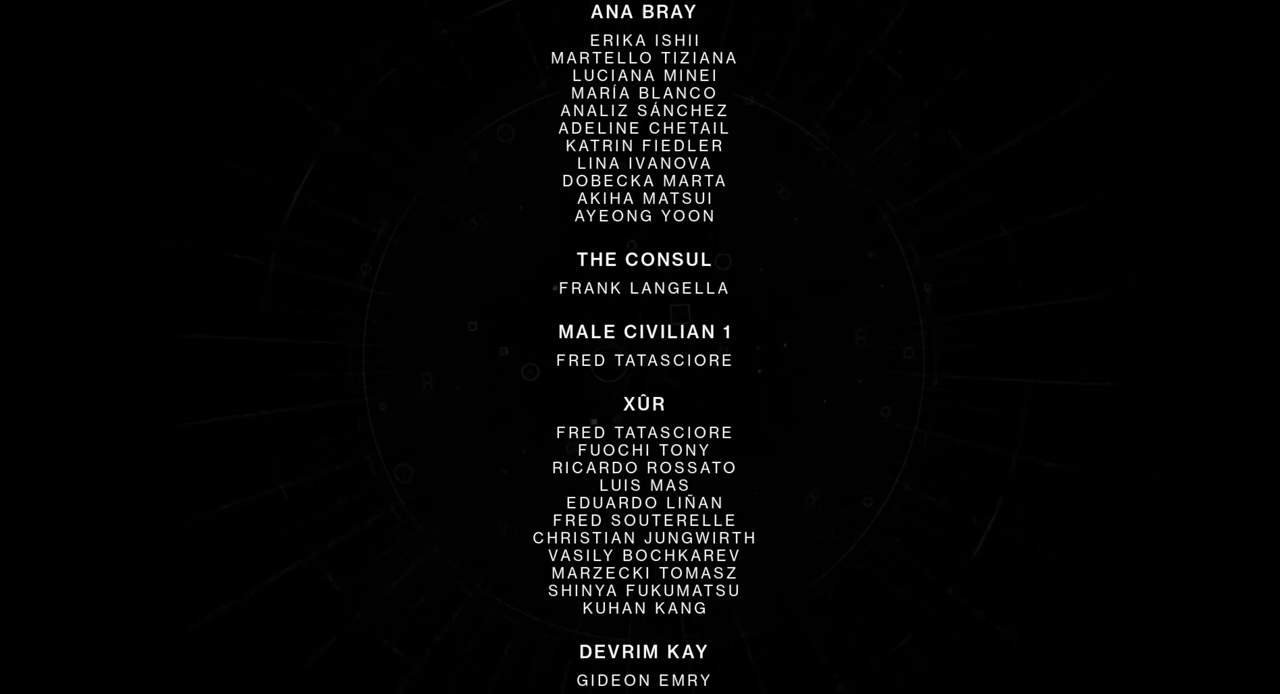 ANA BRAY
ERIKA ISHII
MARTELLO TIZIANA
LUCIANA MINEI
MARÍA BLANCO
ANALIZ SÁNCHEZ
ADELINE CHETAIL
KATRIN FIEDLER
LINA IVANOVA
DOBECKA MARTA
AKIHA MATSUI
AYEONG YOON
THE CONSUL
FRANK LANGELLA
MALE CIVILIAN 1
FRED TATASCIORE
XÛR
FRED TATASCIORE
FUOCHI TONY
RICARDO ROSSATO
LUIS MAS
EDUARDO LIÑAN
FRED SOUTERELLE
CHRISTIAN JUNGWIRTH
VASILY BOCHKAREV
MARZECKI TOMASZ
SHINYA FUKUMATSU
KUHAN KANG
DEVRIM KAY
GIDEON EMRY